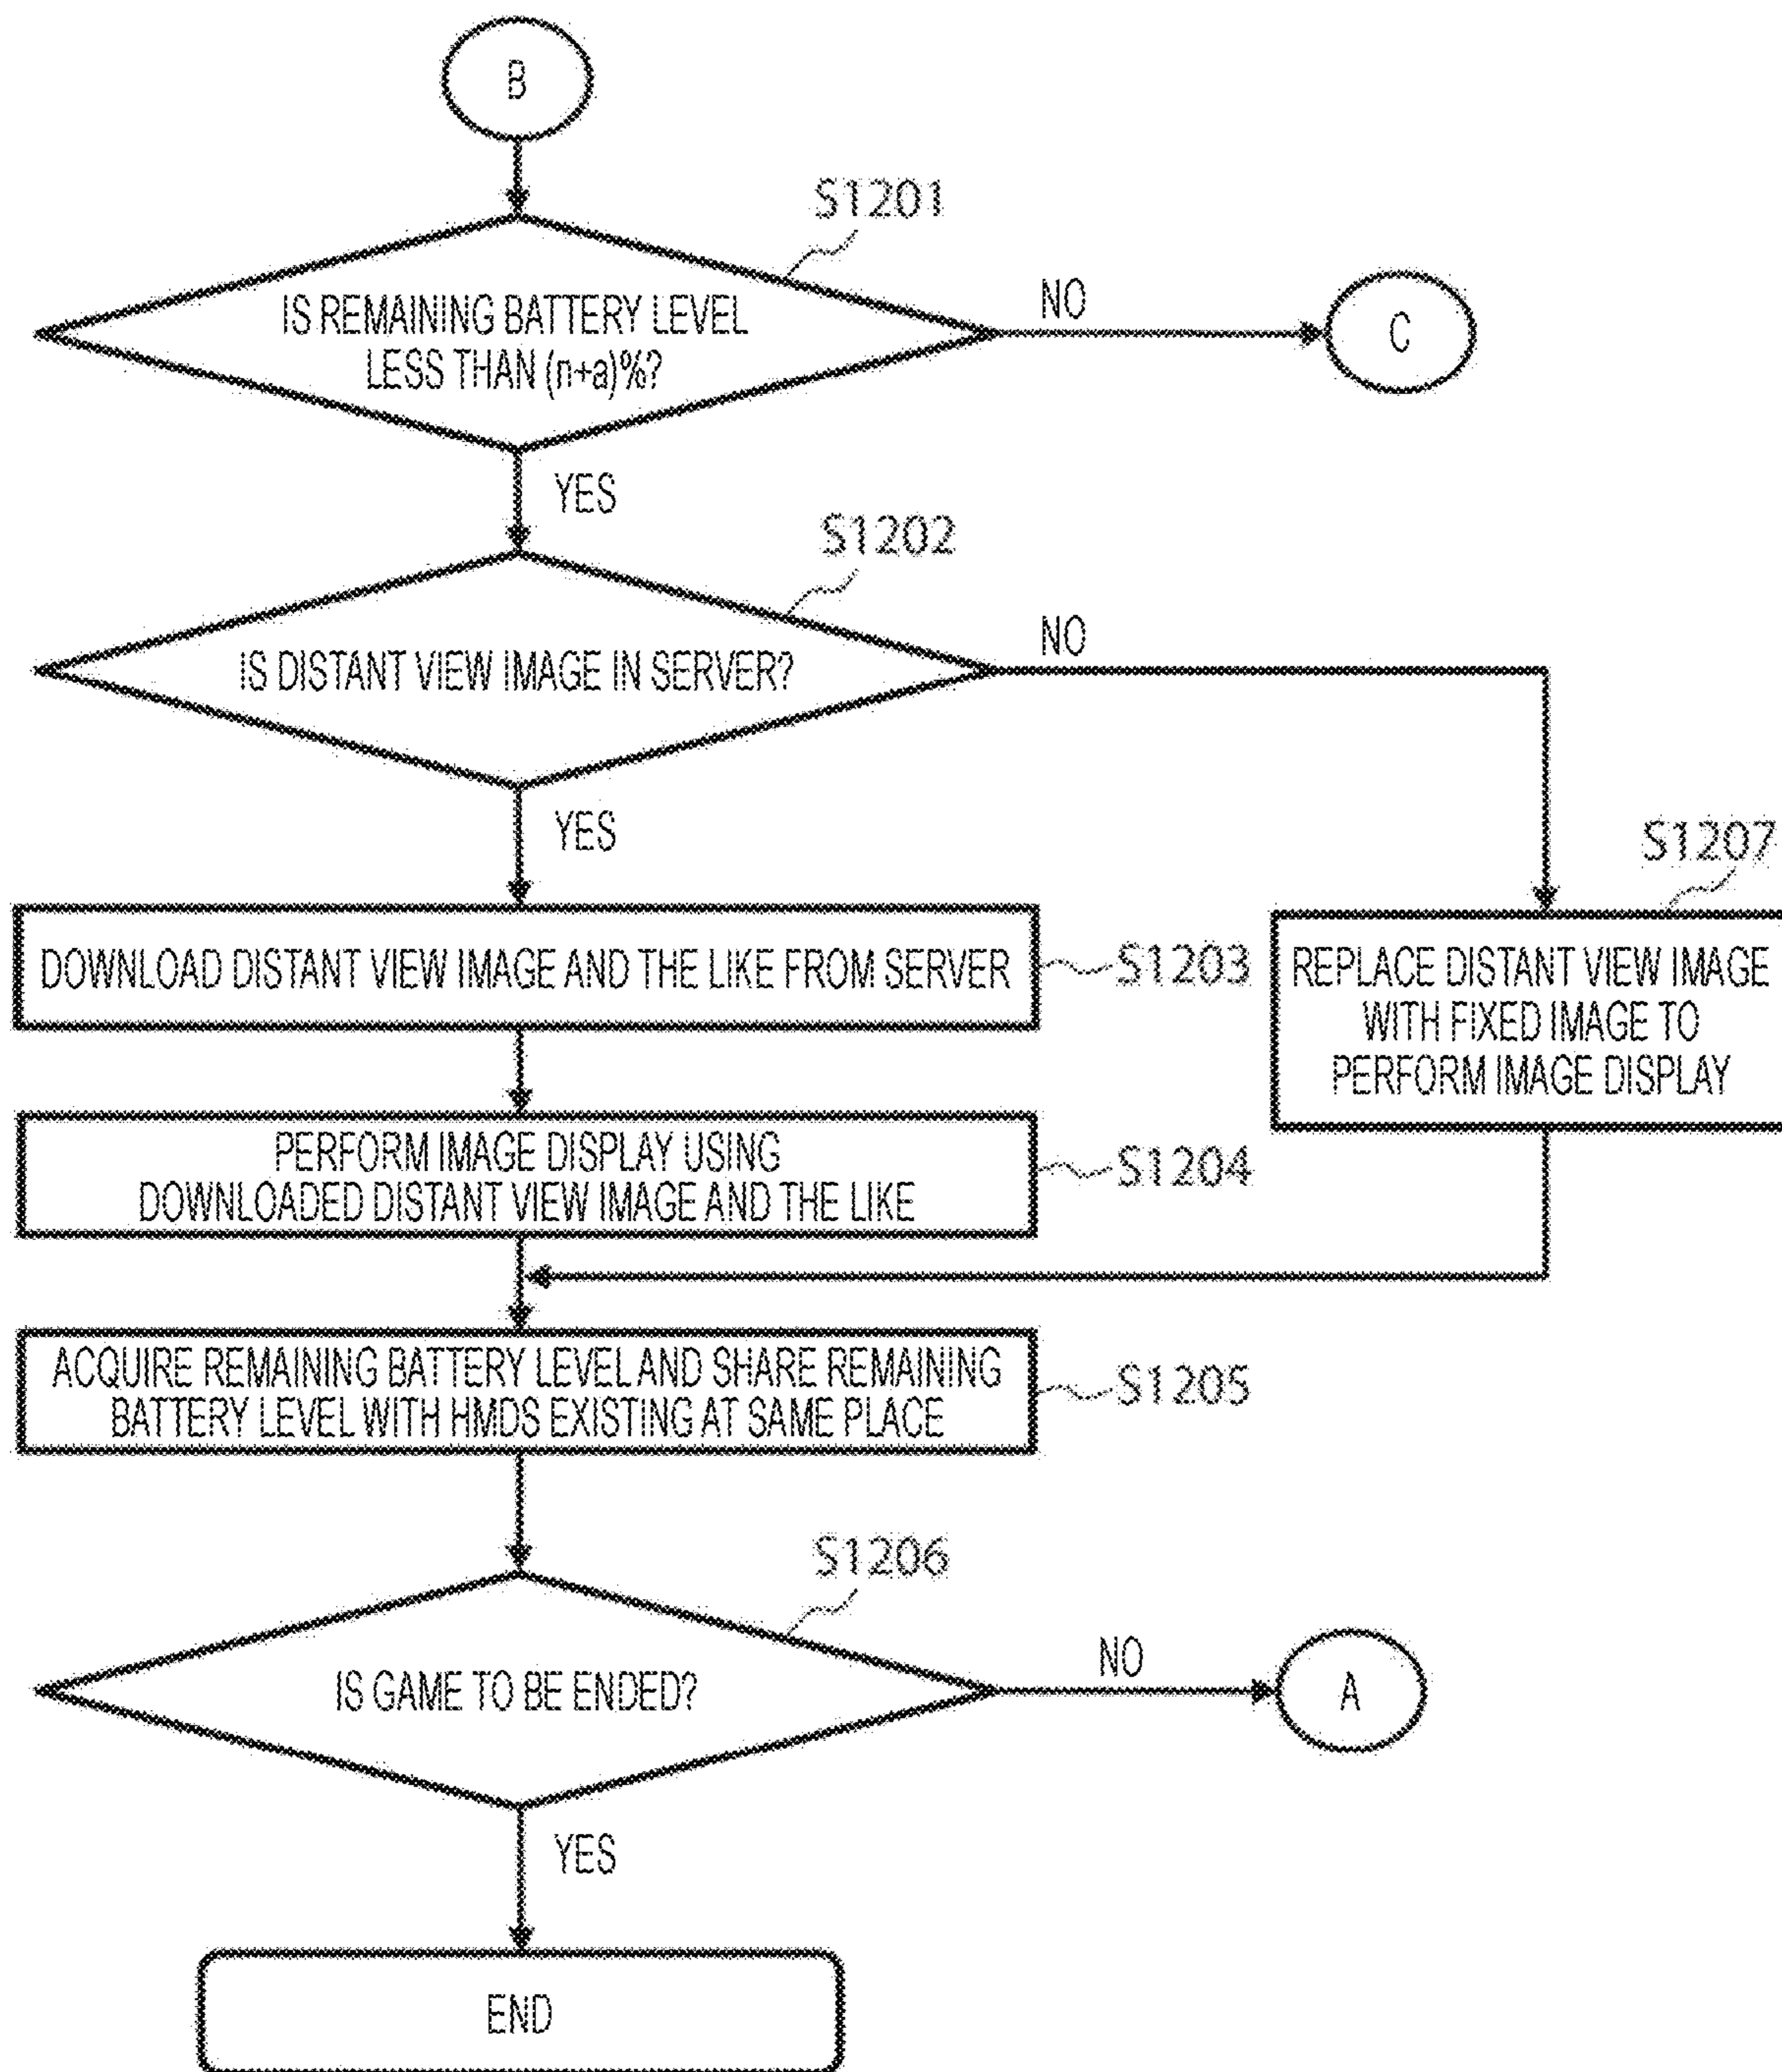 B
S1201
IS REMAINING BATTERY LEVEL
LESS THAN (n+a)%?
NO
C
YES
S1202
IS DISTANT VIEW IMAGE IN SERVER?
NO
YES
S1207
DOWNLOAD DISTANT VIEW IMAGE AND THE LIKE FROM SERVER
S1203
REPLACE DISTANT VIEW IMAGE
WITH FIXED IMAGE TO
PERFORM IMAGE DISPLAY
PERFORM IMAGE DISPLAY USING
DOWNLOADED DISTANT VIEW IMAGE AND THE LIKE
S1204
ACQUIRE REMAINING BATTERY LEVEL AND SHARE REMAINING
BATTERY LEVEL WITH HMDS EXISTING AT SAME PLACE
S1205
S1206
IS GAME TO BE ENDED?
NO
A
YES
END